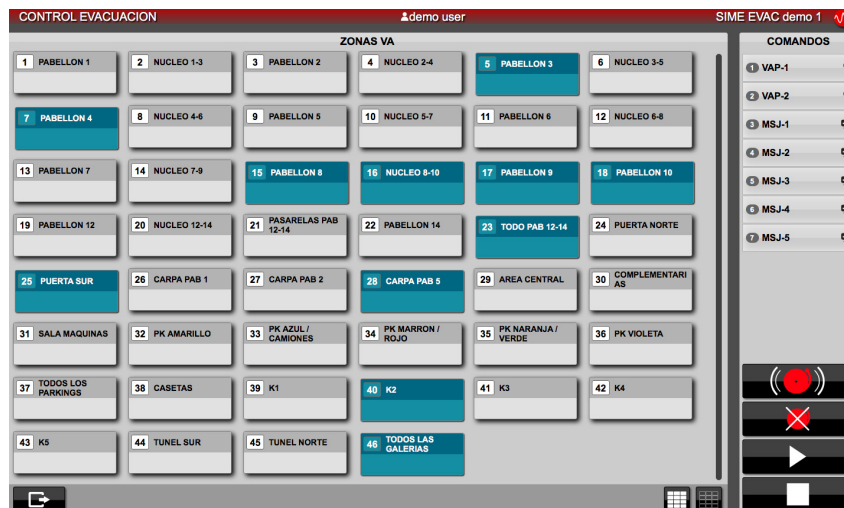 CONTROL EVACUACION
demo user
SIME EVAC demo 1
ZONAS VA
COMANDOS
1 PABELLON 1
2 NUCLEO 1-3
3 PABELLON 2
4 NUCLEO 2-4
5 PABELLON 3
6 NUCLEO 3-5
7 PABELLON 4
8 NUCLEO 4-6
9 PABELLON 5
10 NUCLEO 5-7
11 PABELLON 6
12 NUCLEO 6-8
13 PABELLON 7
14 NUCLEO 7-9
15 PABELLON 8
16 NUCLEO 8-10
17 PABELLON 9
18 PABELLON 10
19 PABELLON 12
20 NUCLEO 12-14
21 PASARELAS PAB
12-14
22 PABELLON 14
23 TODO PAB 12-14
24 PUERTA NORTE
25 PUERTA SUR
26 CARPA PAB 1
27 CARPA PAB 2
28 CARPA PAB 5
29 AREA CENTRAL
30 COMPLEMENTARI
AS
31 SALA MAQUINAS
32 PK AMARILLO
33 PK AZUL /
CAMIONES
34 PK MARRON /
ROJO
35 PK NARANJA /
VERDE
36 PK VIOLETA
37 TODOS LOS
PARKINGS
38 CASETAS
39 K1
40 K2
41 K3
42 K4
43 K5
44 TUNEL SUR
45 TUNEL NORTE
46 TODOS LAS
GALERIAS
1 VAP-1
2 VAP-2
3 MSJ-1
4 MSJ-2
5 MSJ-3
6 MSJ-4
7 MSJ-5